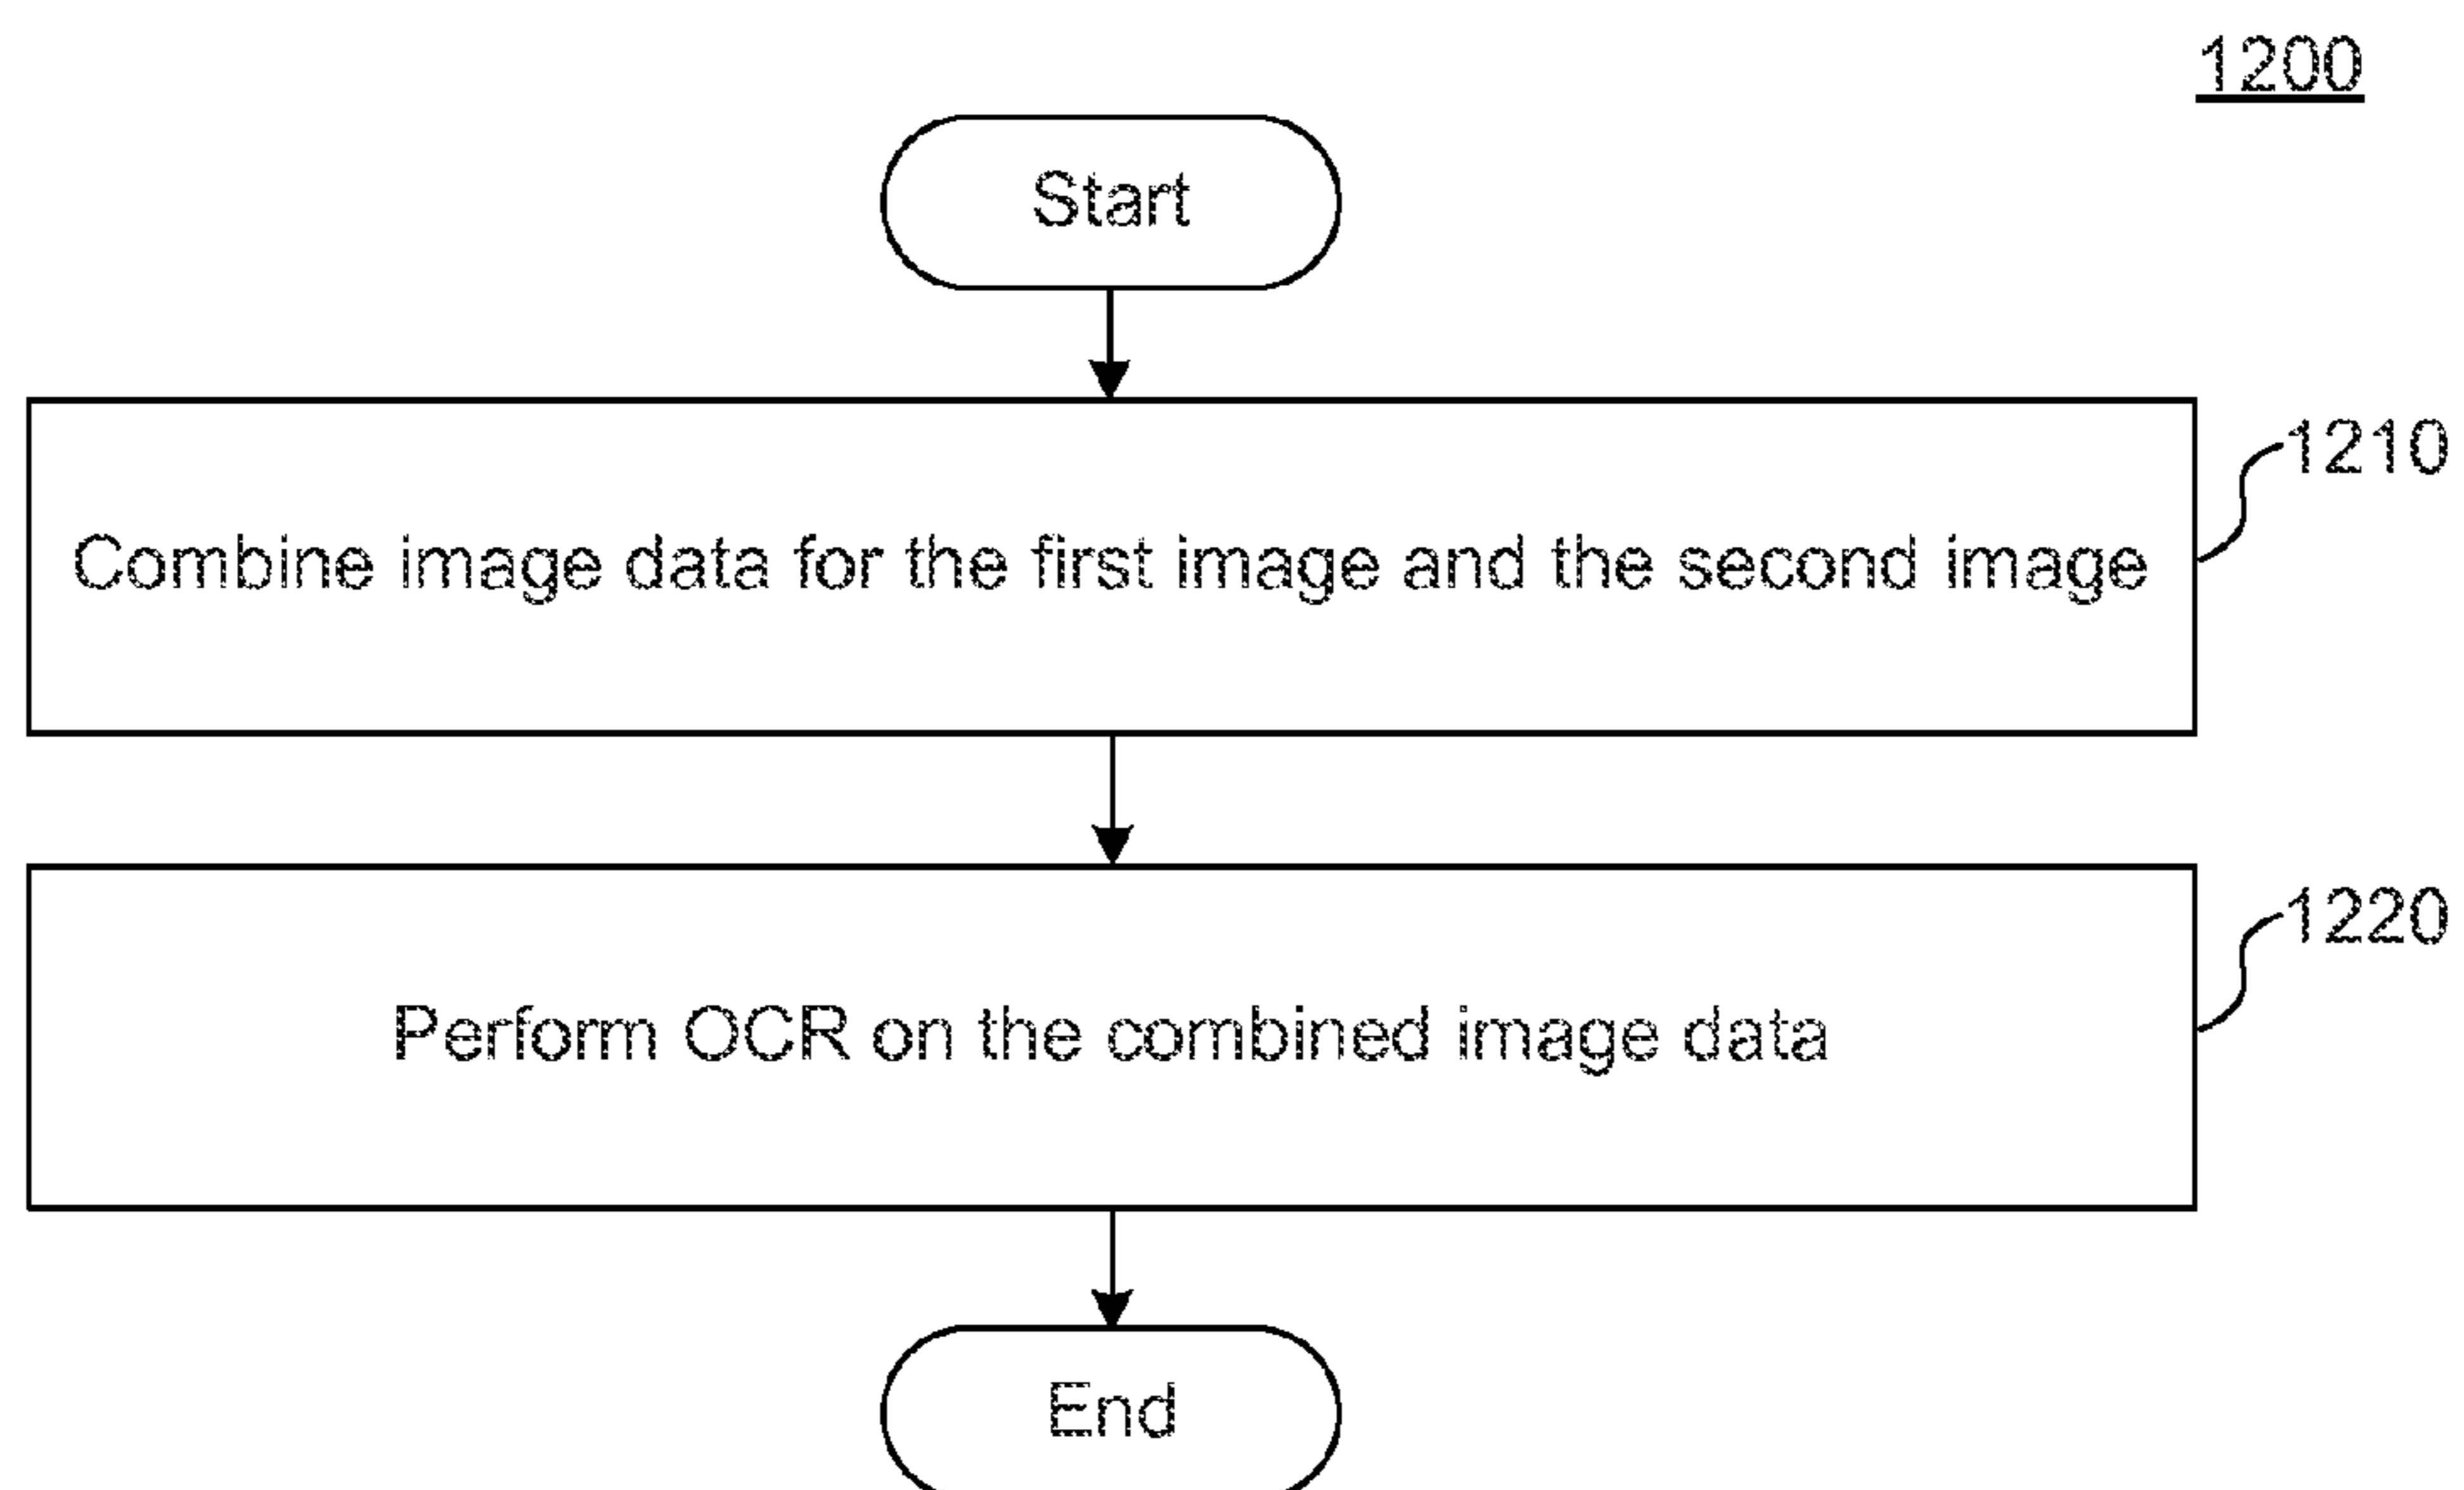 1200
Start
1210
Combine image data for the first image and the second image
1220
Perform OCR on the combined image data
End